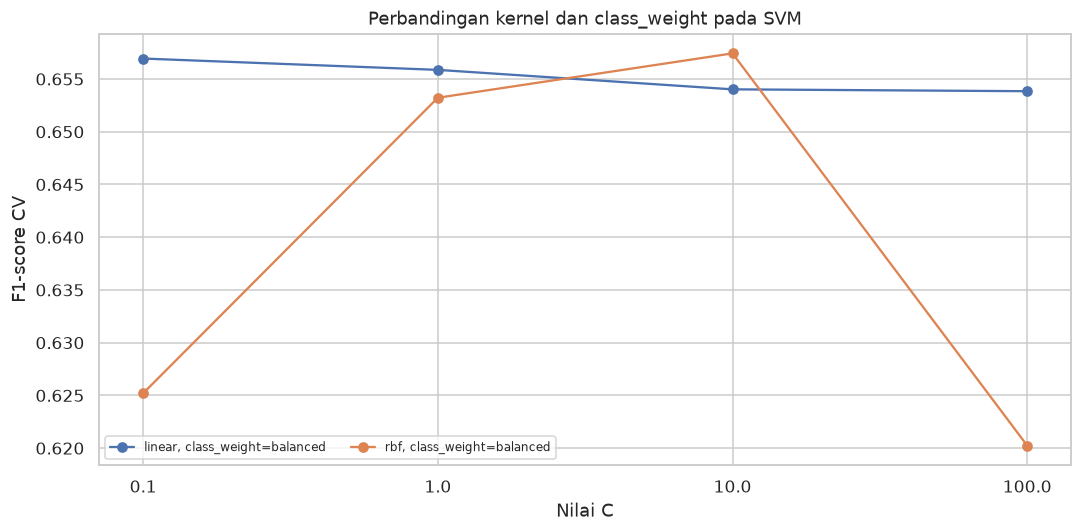 Perbandingan kernel dan class_weight pada SVM
F1-score CV
0.655
0.650
0.645
0.640
0.635
0.630
0.625
0.620
linear, class_weight=balanced
rbf, class_weight=balanced
0.1
1.0
10.0
100.0
Nilai C